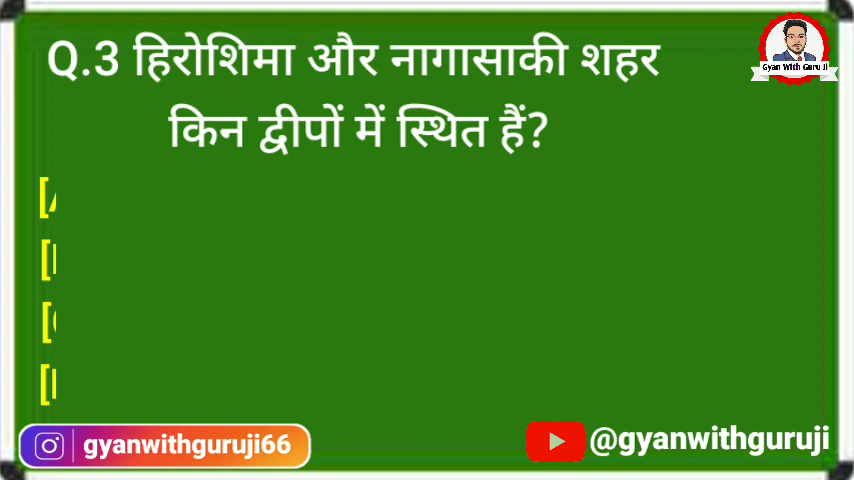 Q.3 हिरोशिमा और नागासाकी शहर
किन द्वीपों में स्थित हैं?
Gyan With Guru Ji
gyanwithguruji66
@gyanwithguruji